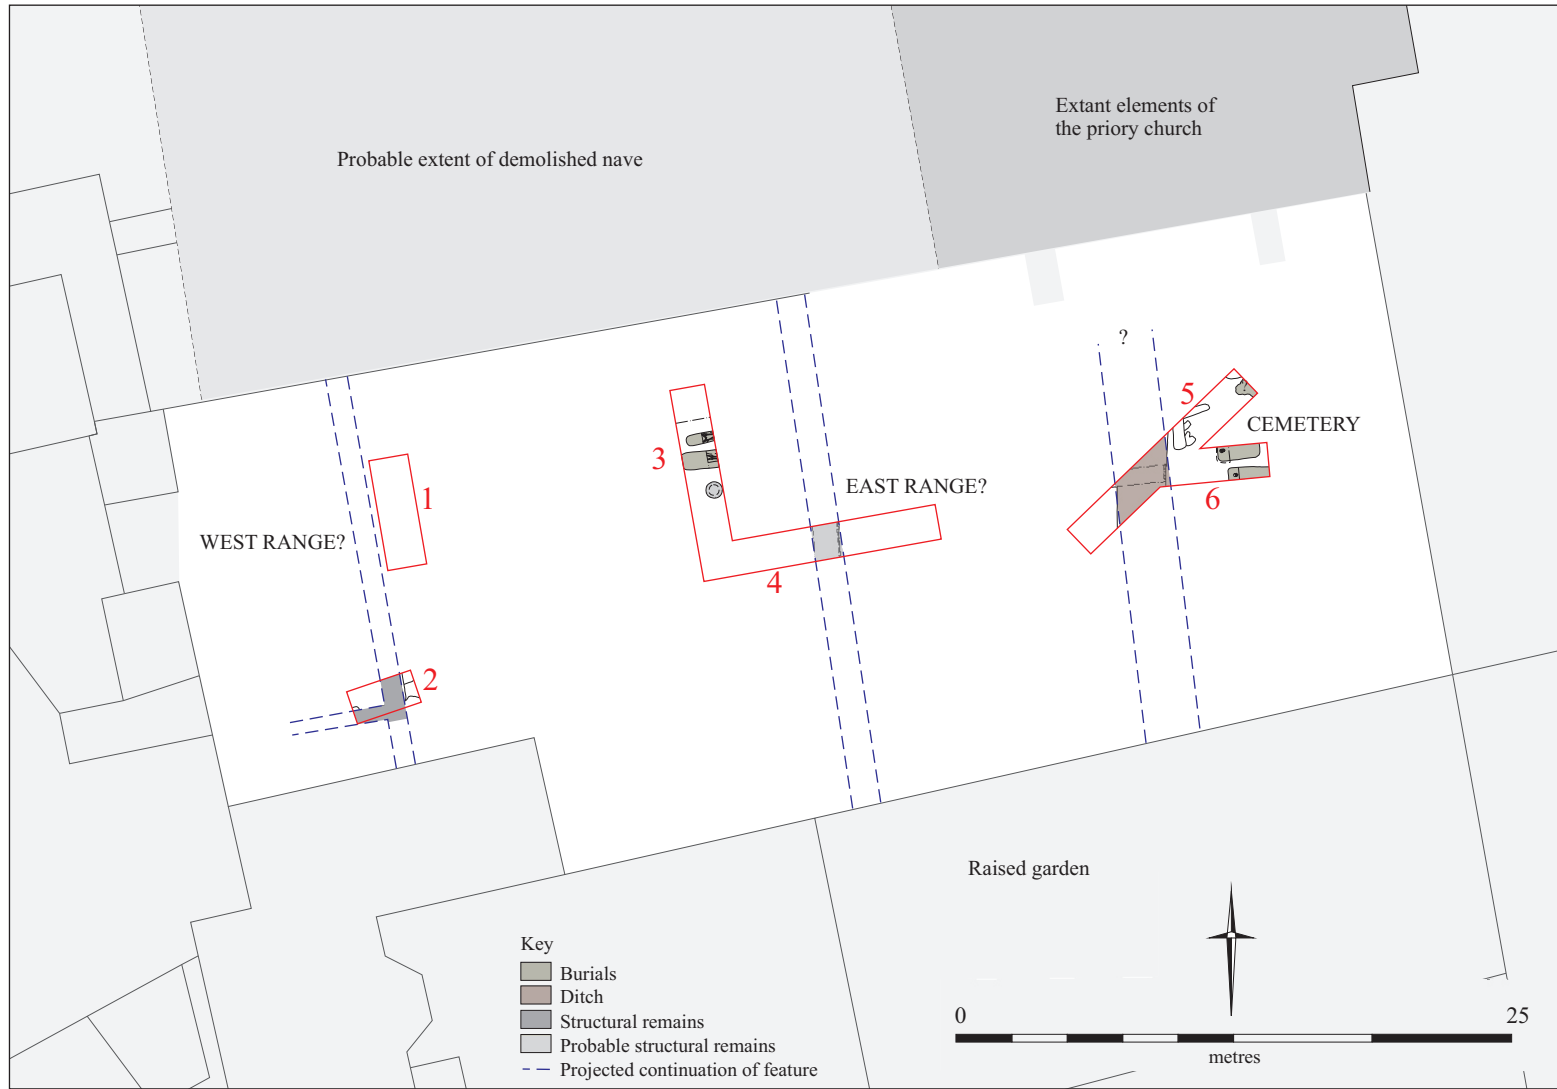 Extant elements of
the priory church
Probable extent of demolished nave
?
5
CEMETERY
3
EAST RANGE?
1
6
WEST RANGE?
4
2
Raised garden
Key
Burials
Ditch
Structural remains
Probable structural remains
Projected continuation of feature
0
25
metres